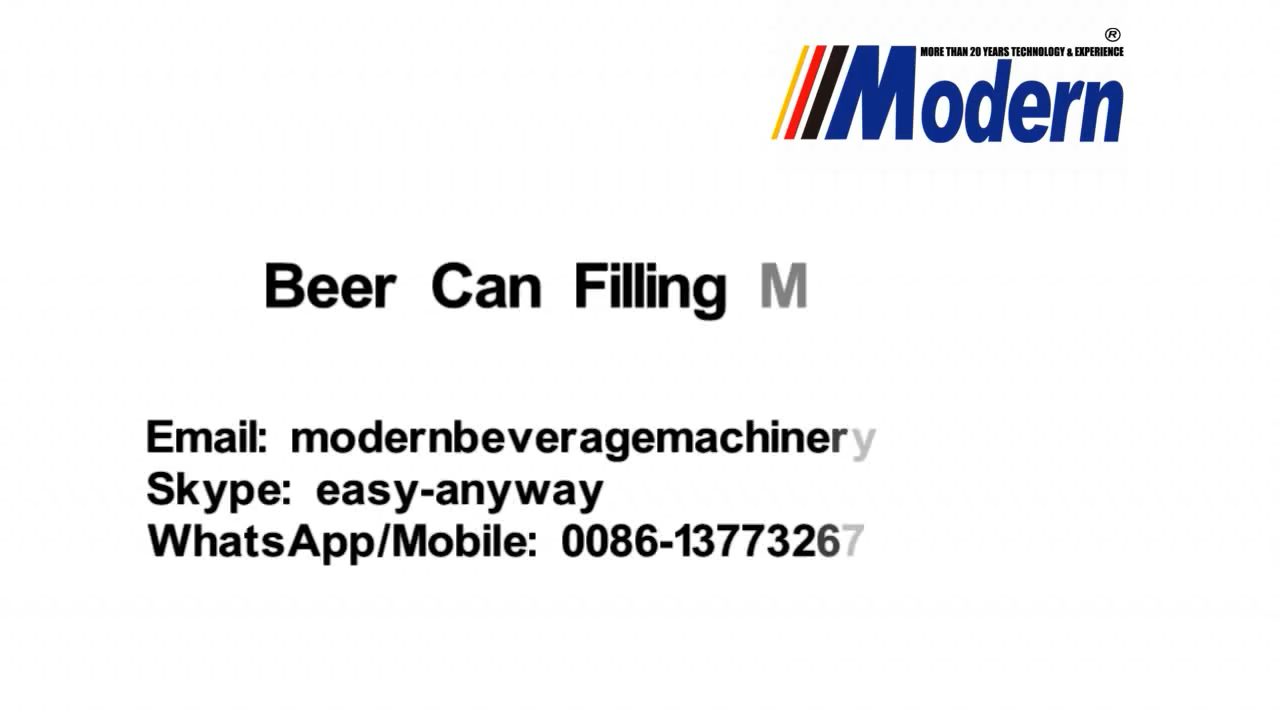 ®
MORE THAN 20 YEARS TECHNOLOGY & EXPERIENCE
Modern
Beer Can Filling M
Email: modernbeveragemachinery
Skype: easy-anyway
WhatsApp/Mobile: 0086-13773267